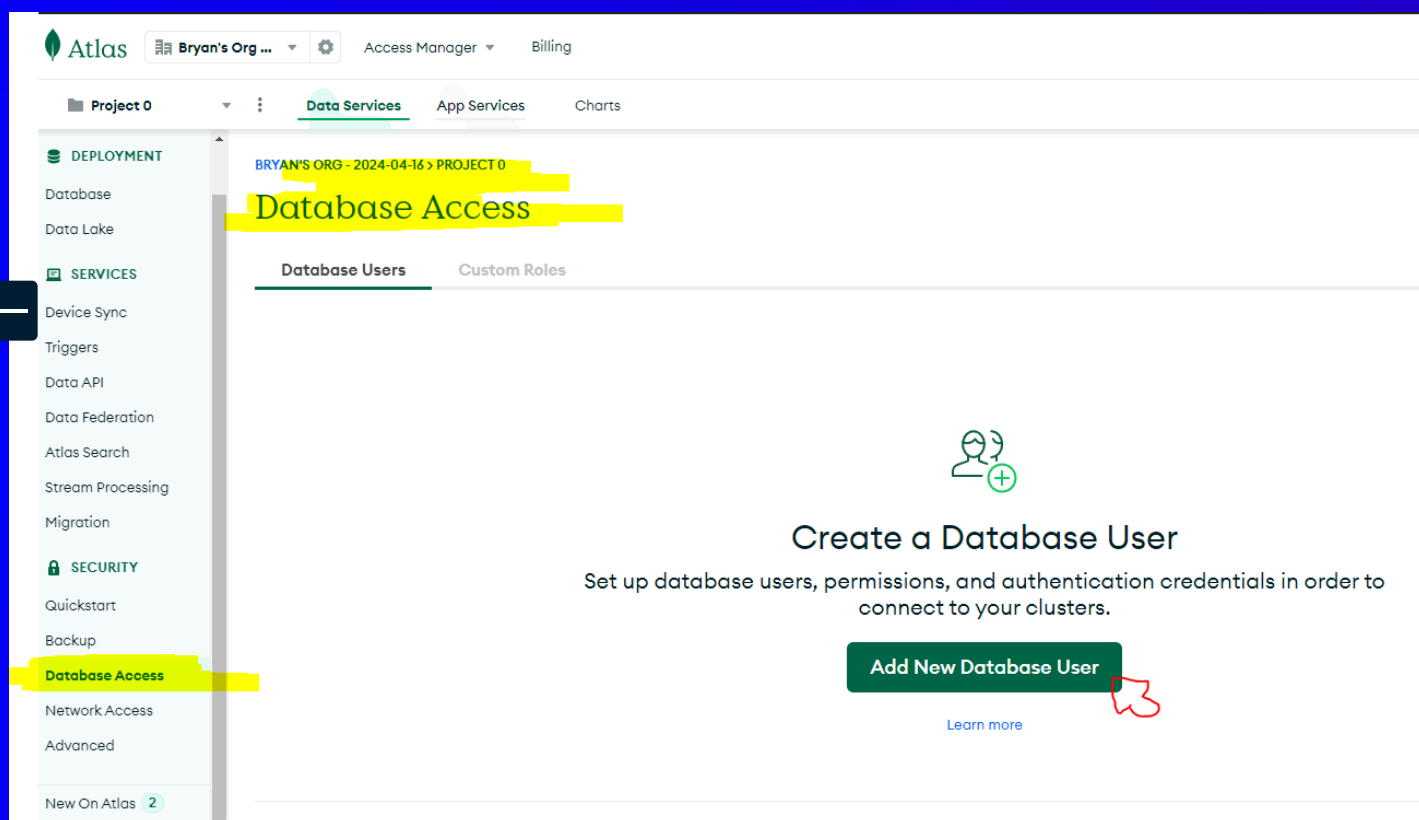 Atlas
Bryan's Org ...
Access Manager
Billing
Project 0
Data Services
App Services
Charts
DEPLOYMENT
Database
Data Lake
SERVICES
Device Sync
Triggers
Data API
Data Federation
Atlas Search
Stream Processing
Migration
SECURITY
Quickstart
Backup
Database Access
Network Access
Advanced
New On Atlas 2
BRYAN'S ORG - 2024-04-16 > PROJECT 0
Database Access
Database Users
Custom Roles
Create a Database User
Set up database users, permissions, and authentication credentials in order to
connect to your clusters.
Add New Database User
Learn more